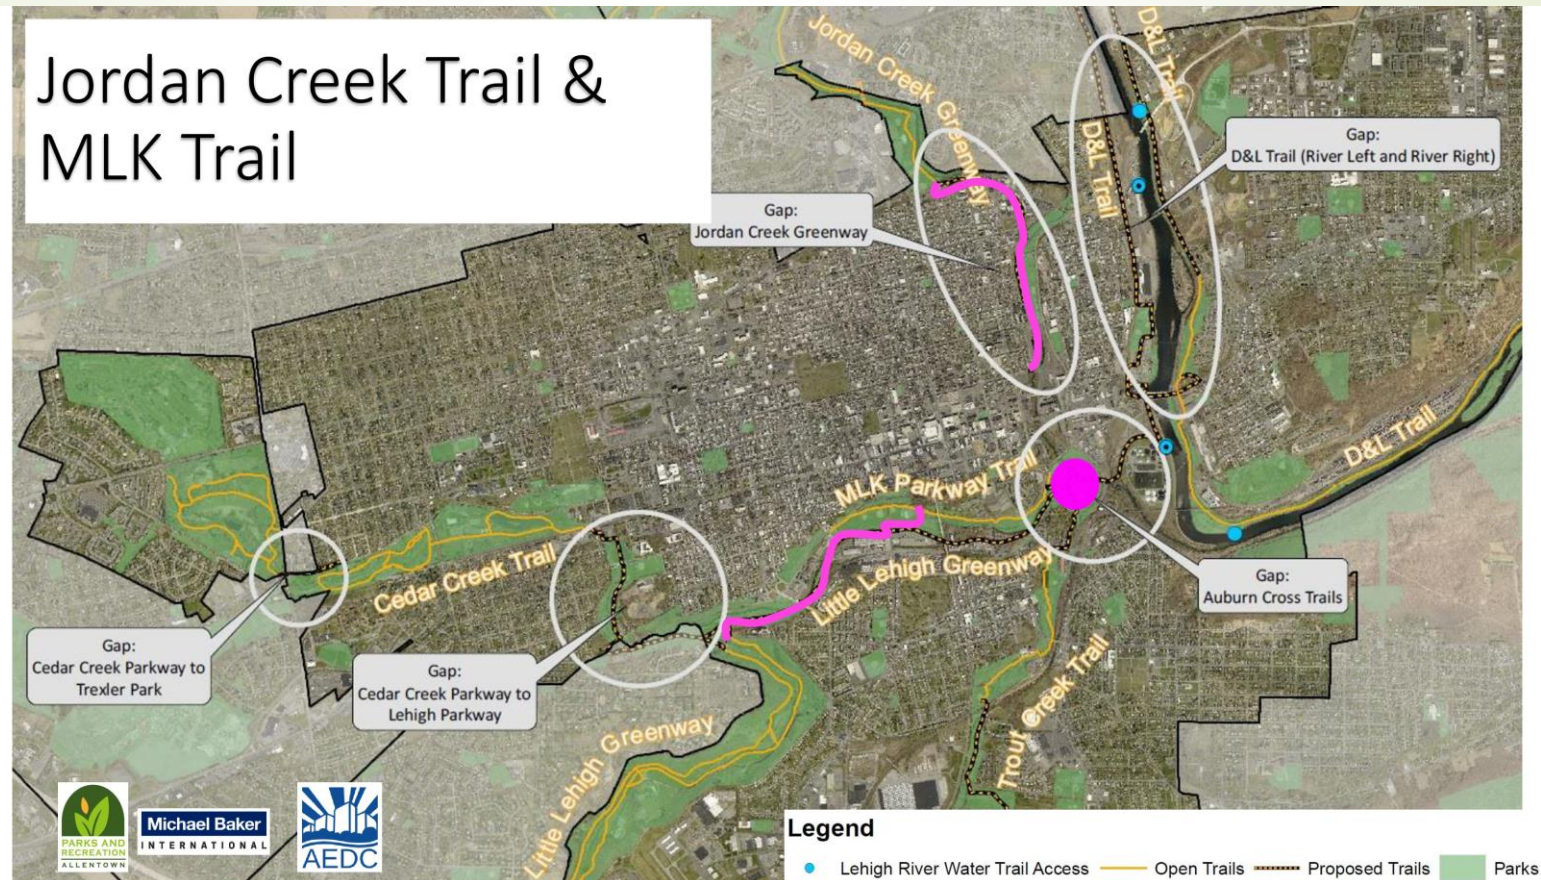 Jordan Creek Trail &
MLK Trail
Jordan Creek Greenway
D&L Trail
D&L Trail
Gap:
D&L Trail (River Left and River Right)
Gap:
Jordan Creek Greenway
MLK Parkway Trail
D&L Trail
Cedar Creek Trail
Little Lehigh Greenway
Gap:
Auburn Cross Trails
Gap:
Cedar Creek Parkway to
Trexler Park
Gap:
Cedar Creek Parkway to
Lehigh Parkway
Trout Creek Trail
Little Lehigh Greenway
PARKS AND
RECREATION
ALLENTOWN
Michael Baker
INTERNATIONAL
AEDC
Legend
Lehigh River Water Trail Access
Open Trails
Proposed Trails
Parks